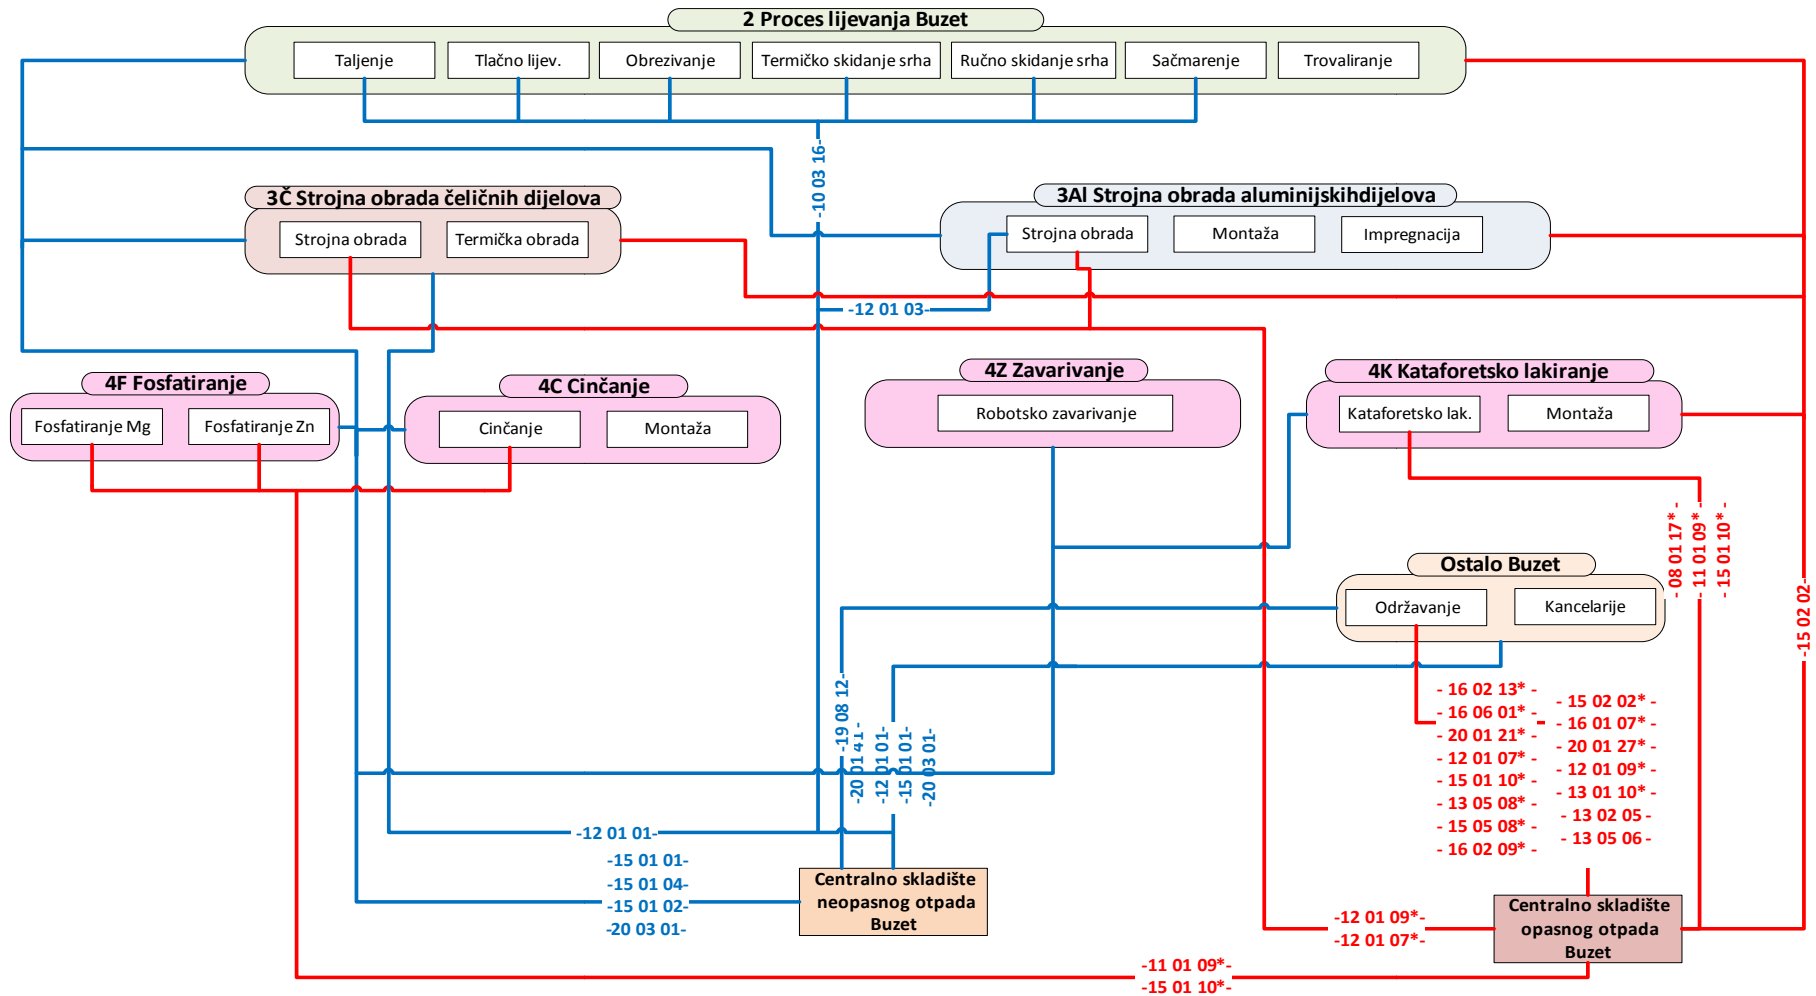 2 Proces lijevanja Buzet
Taljenje
Tlačno lijev.
Obrezivanje
Termičko skidanje srha
Ručno skidanje srha
Sačmarenje
Trovaliranje
-10 03 16-
3Č Strojna obrada čeličnih dijelova
Strojna obrada
Termička obrada
3Al Strojna obrada aluminijskihdijelova
Strojna obrada
Montaža
Impregnacija
-12 01 03-
4F Fosfatiranje
Fosfatiranje Mg
Fosfatiranje Zn
4C Cinčanje
Cinčanje
Montaža
4Z Zavarivanje
Robotsko zavarivanje
4K Kataforetsko lakiranje
Kataforetsko lak.
Montaža
- 08 01 17* -
- 11 01 09* -
- 15 01 10* -
-15 02 02-
Ostalo Buzet
Održavanje
Kancelarije
-19 08 12-
-20 01 41-
-12 01 01-
-15 01 01-
-20 03 01-
- 16 02 13* -
- 16 06 01* -
- 20 01 21* -
- 12 01 07* -
- 15 01 10* -
- 13 05 08* -
- 15 05 08* -
- 16 02 09* -
- 15 02 02* -
- 16 01 07* -
- 20 01 27* -
- 12 01 09* -
- 13 01 10* -
- 13 02 05 -
- 13 05 06 -
-12 01 01-
-15 01 01-
-15 01 04-
-15 01 02-
-20 03 01-
Centralno skladište
neopasnog otpada
Buzet
-12 01 09*-
-12 01 07*-
Centralno skladište
opasnog otpada
Buzet
-11 01 09*-
-15 01 10*-